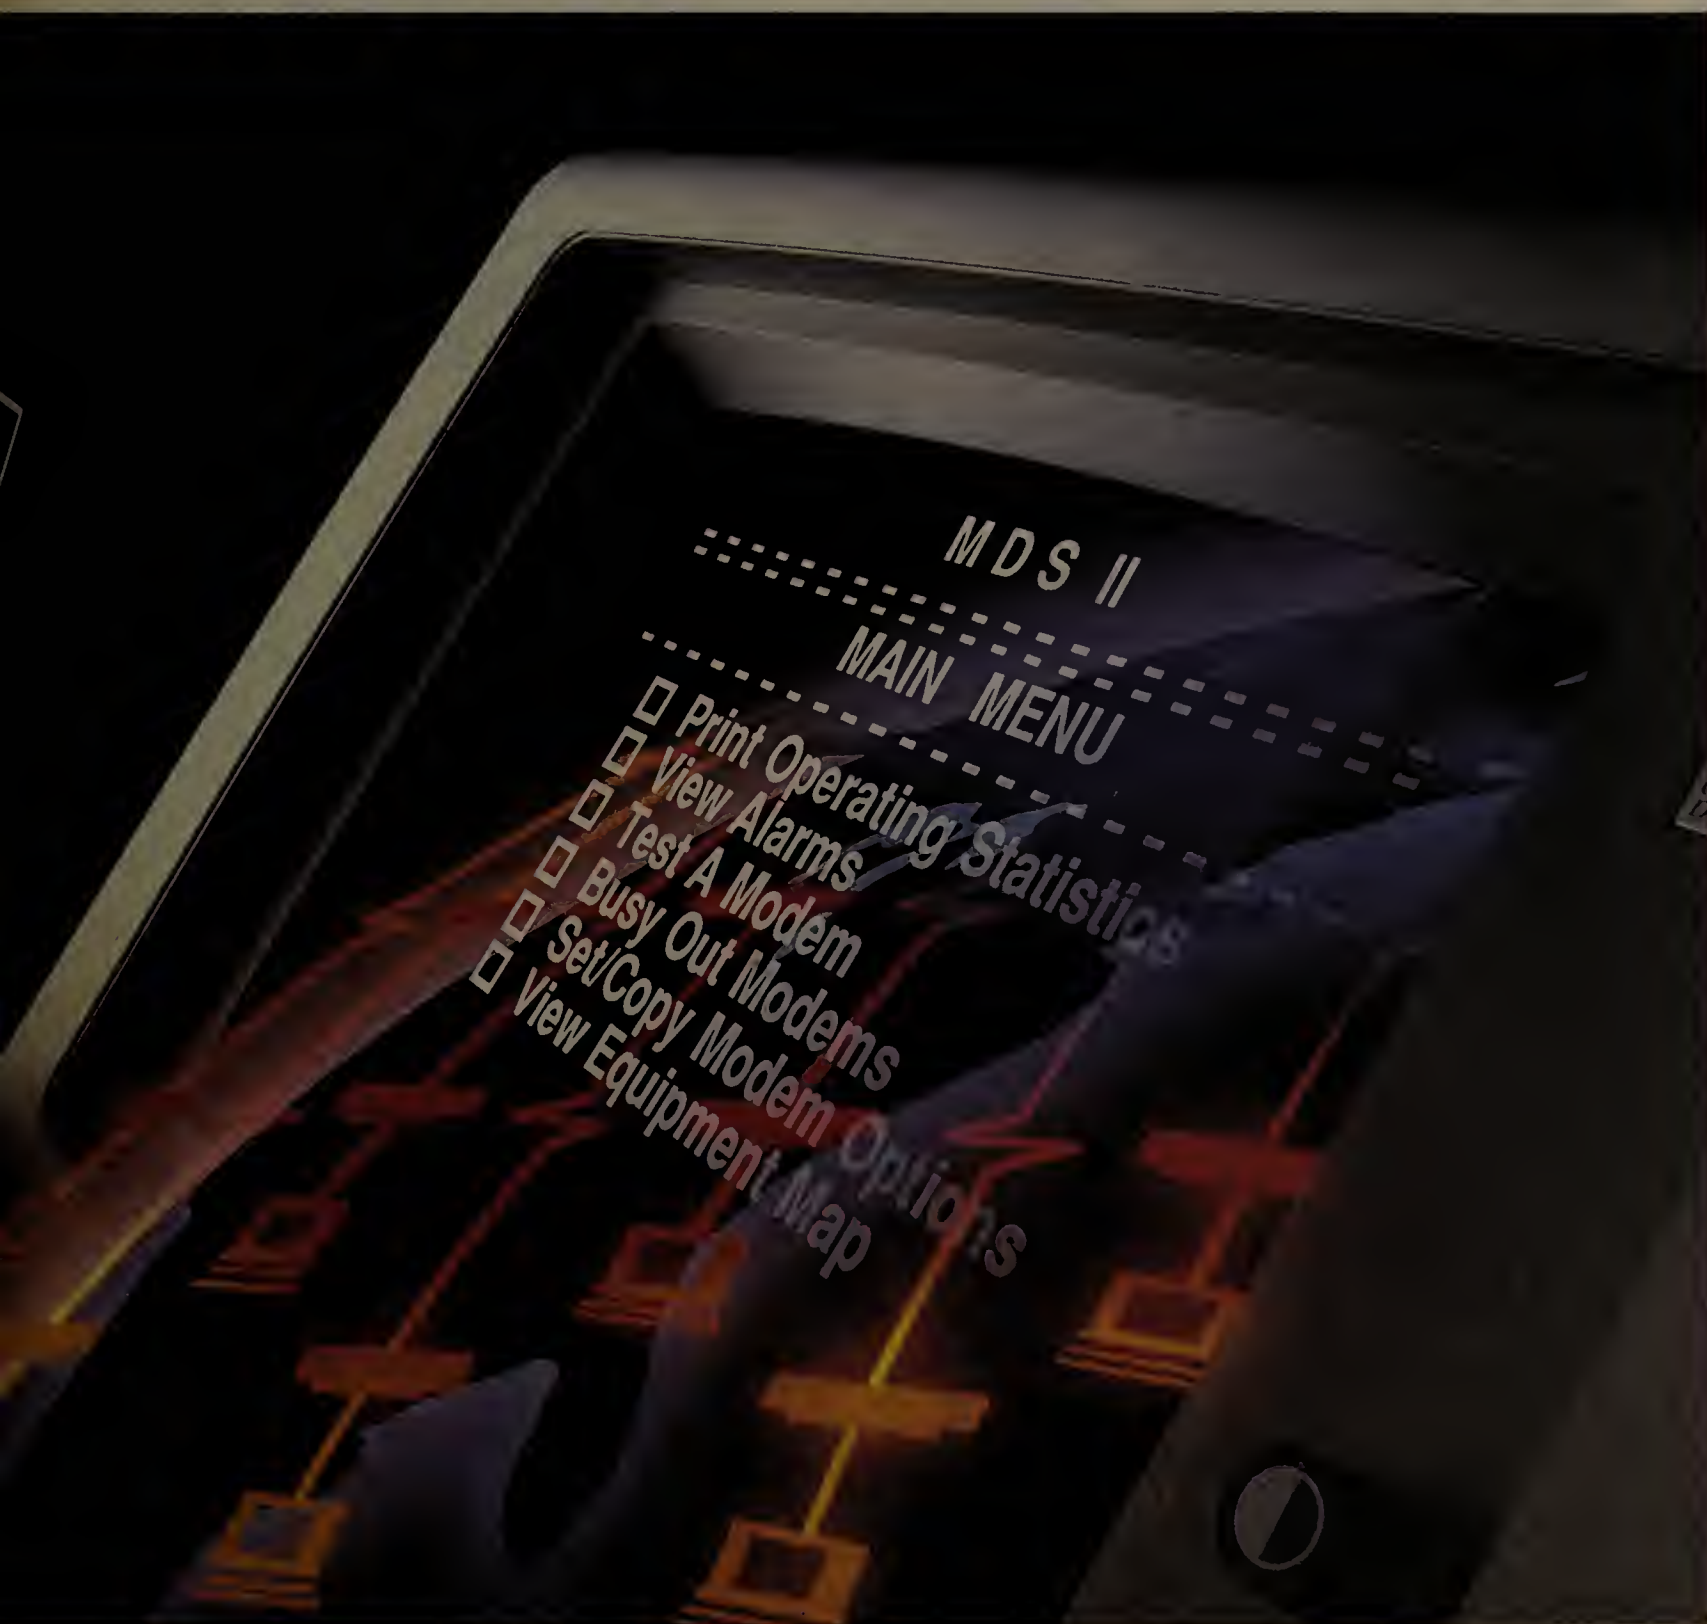 MDS II
MAIN MENU
Print Operating Statistics
View Alarms
Test A Modem
Busy Out Modems
Set/Copy Modem Options
View Equipment Map